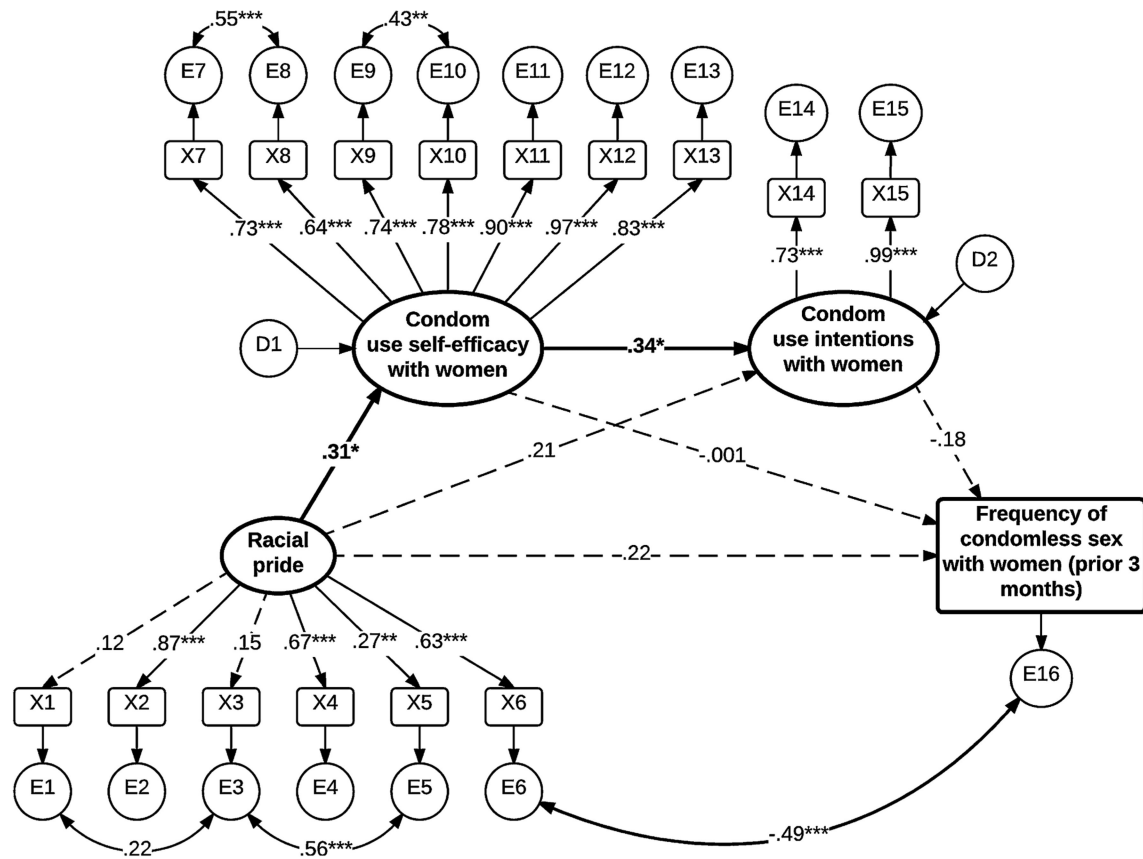 .55***
.43**
E7
E8
E9
E10
E11
E12
E13
E14
E15
X7
X8
X9
X10
X11
X12
X13
X14
X15
.73***
.64***
.74***
.78***
.90***
.97***
.83***
.73***
.99***
D2
D1
Condom
use self-efficacy
with women
.34*
Condom
use intentions
with women
.31*
.21
-.001
-.18
Racial
pride
.22
Frequency of
condomless sex
with women (prior 3
months)
.12
.87***
.15
.67***
.27**
.63***
X1
X2
X3
X4
X5
X6
E16
E1
E2
E3
E4
E5
E6
.22
.56***
-.49***